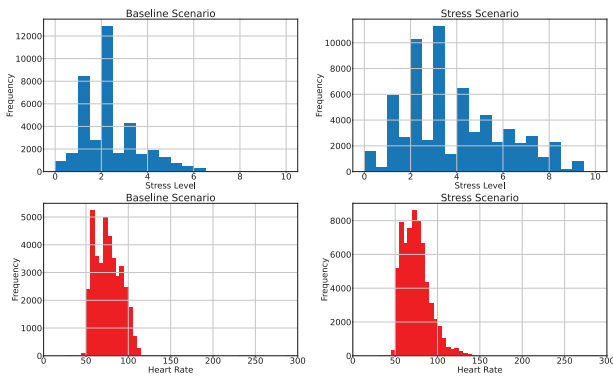 Baseline Scenario
Stress Scenario
12000
10000
8000
6000
4000
2000
0
Frequency
0 2 4 6 8 10
Stress Level
10000
8000
6000
4000
2000
0
Frequency
0 2 4 6 8 10
Stress Level
Baseline Scenario
Stress Scenario
5000
4000
3000
2000
1000
0
Frequency
0 50 100 150 200 250 300
Heart Rate
8000
6000
4000
2000
0
Frequency
0 50 100 150 200 250 300
Heart Rate